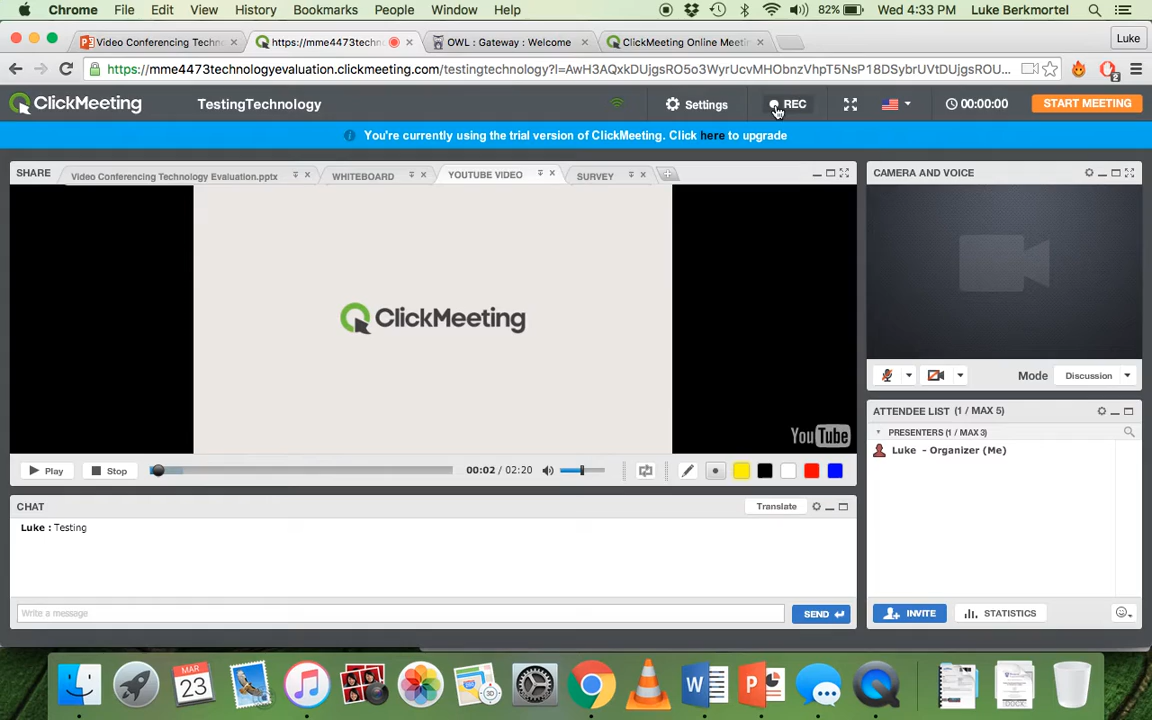 Chrome File Edit View History Bookmarks People Window Help 82% Wed 4:33 PM Luke Berkmortel
Video Conferencing Techn https://mme4473techn OWL : Gateway : Welcome ClickMeeting Online Meeti Luke
https://mme4473technologyevaluation.clickmeeting.com/testingtechnology?l=AwH3AQxkDUjgsRO5o3WyrUcvMHObnzVhpT5NsP18DSybrUVtDUjgsROU...
ClickMeeting TestingTechnology Settings REC 00:00:00 START MEETING
You're currently using the trial version of ClickMeeting. Click here to upgrade
SHARE Video Conferencing Technology Evaluation.pptx WHITEBOARD YOUTUBE VIDEO SURVEY CAMERA AND VOICE
ClickMeeting
Mode Discussion
ATTENDEE LIST (1 / MAX 5)
PRESENTERS (1 / MAX 3)
YouTube
Luke - Organizer (Me)
Play Stop 00:02 / 02:20
CHAT Translate
Luke : Testing
Write a message SEND INVITE STATISTICS
MAR
23
3D
W P
DOCX